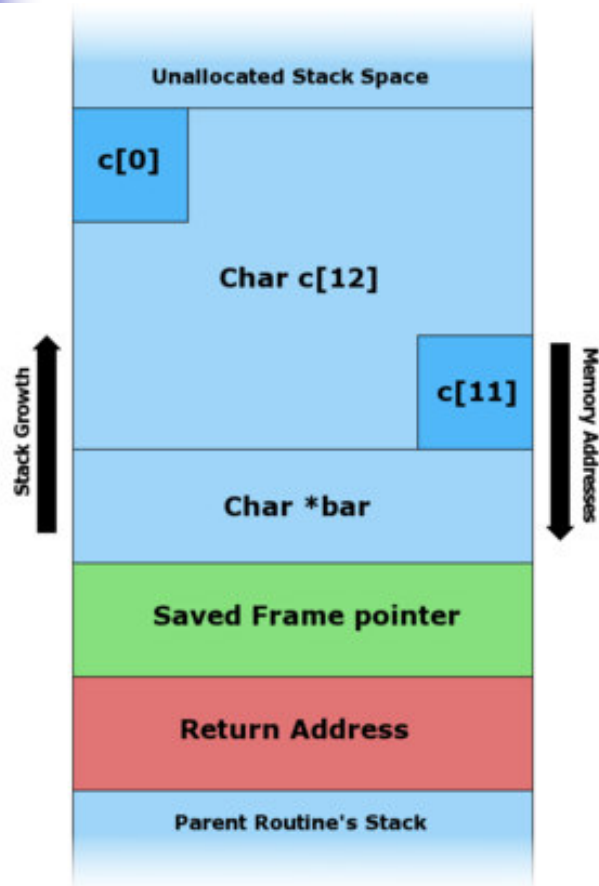 Unallocated Stack Space
c[0]
Char c[12]
c[11]
Stack Growth
Memory Addresses
Char *bar
Saved Frame pointer
Return Address
Parent Routine's Stack